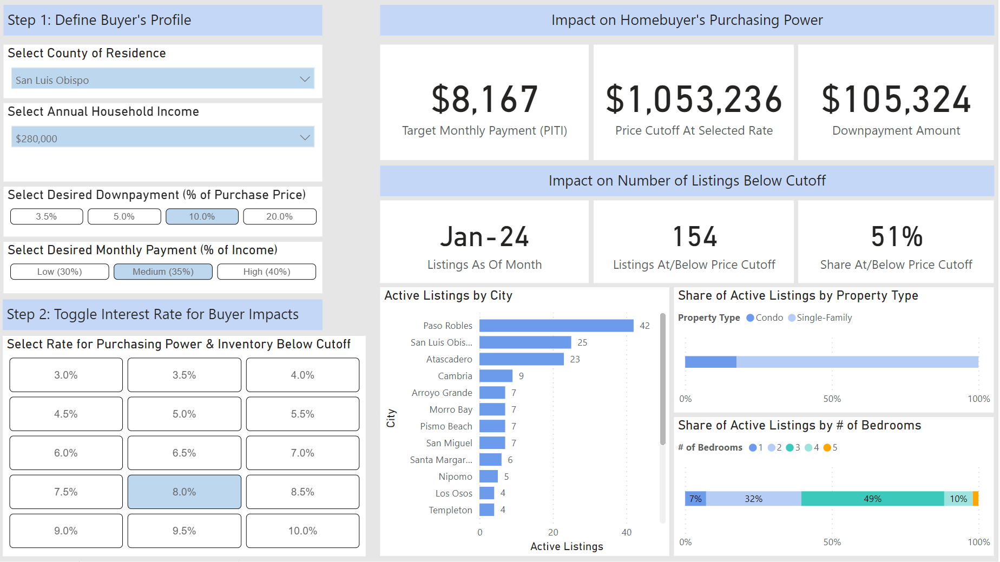 Step 1: Define Buyer's Profile
Select County of Residence
San Luis Obispo
Select Annual Household Income
$280,000
Select Desired Downpayment (% of Purchase Price)
3.5% 5.0% 10.0% 20.0%
Select Desired Monthly Payment (% of Income)
Low (30%) Medium (35%) High (40%)
Step 2: Toggle Interest Rate for Buyer Impacts
Select Rate for Purchasing Power & Inventory Below Cutoff
3.0% 3.5% 4.0%
4.5% 5.0% 5.5%
6.0% 6.5% 7.0%
7.5% 8.0% 8.5%
9.0% 9.5% 10.0%
Impact on Homebuyer's Purchasing Power
$8,167 $1,053,236 $105,324
Target Monthly Payment (PITI) Price Cutoff At Selected Rate Downpayment Amount
Impact on Number of Listings Below Cutoff
Jan-24 154 51%
Listings As Of Month Listings At/Below Price Cutoff Share At/Below Price Cutoff
Active Listings by City
City
Paso Robles 42
San Luis Obis... 25
Atascadero 23
Cambria 9
Arroyo Grande 7
Morro Bay 7
Pismo Beach 7
San Miguel 7
Santa Margar... 6
Nipomo 5
Los Osos 4
Templeton 4
0 20 40
Active Listings
Share of Active Listings by Property Type
Property Type Condo Single-Family
0% 50% 100%
Share of Active Listings by # of Bedrooms
# of Bedrooms 1 2 3 4 5
7% 32% 49% 10%
0% 50% 100%